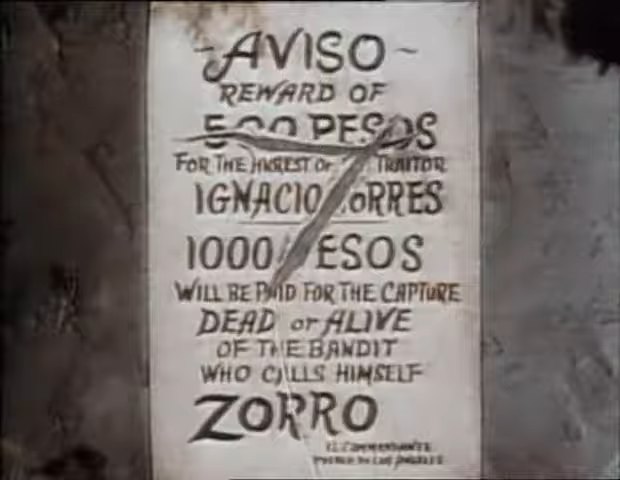 ~AVISO~
REWARD OF
500 PESOS
FOR THE ARREST OF TRAITOR
IGNACIO TORRES
1000 PESOS
WILL BE PAID FOR THE CAPTURE
DEAD or ALIVE
OF THE BANDIT
WHO CALLS HIMSELF
ZORRO
EL COMMANDANTE
PUEBLO DE LOS ANGELES